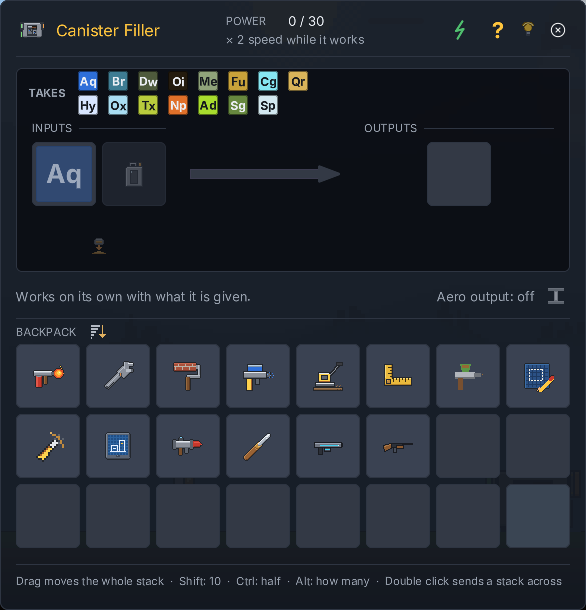 Canister Filler
POWER 0 / 30
× 2 speed while it works
?
TAKES
Aq Br Dw Oi Me Fu Cg Qr
Hy Ox Tx Np Ad Sg Sp
INPUTS
OUTPUTS
Aq
Works on its own with what it is given.
Aero output: off
BACKPACK
Drag moves the whole stack · Shift: 10 · Ctrl: half · Alt: how many · Double click sends a stack across